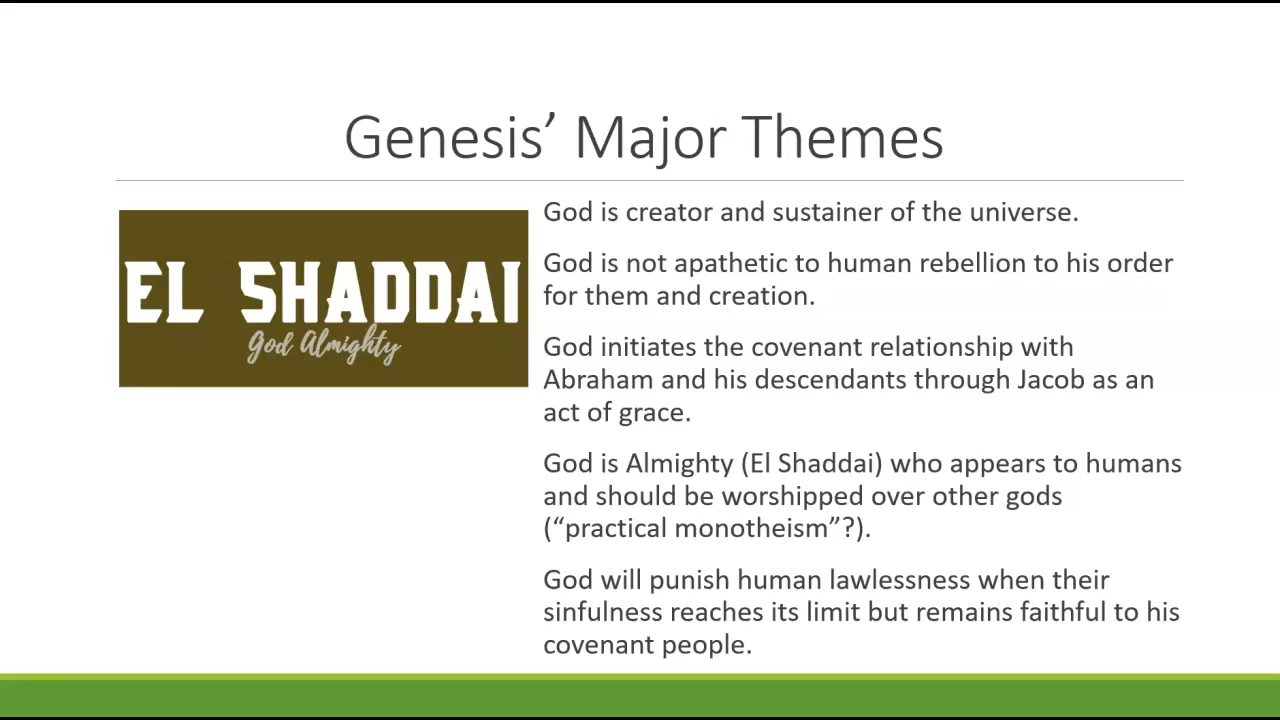 Genesis’ Major Themes
EL SHADDAI
God Almighty
God is creator and sustainer of the universe.
God is not apathetic to human rebellion to his order
for them and creation.
God initiates the covenant relationship with
Abraham and his descendants through Jacob as an
act of grace.
God is Almighty (El Shaddai) who appears to humans
and should be worshipped over other gods
(“practical monotheism”?).
God will punish human lawlessness when their
sinfulness reaches its limit but remains faithful to his
covenant people.